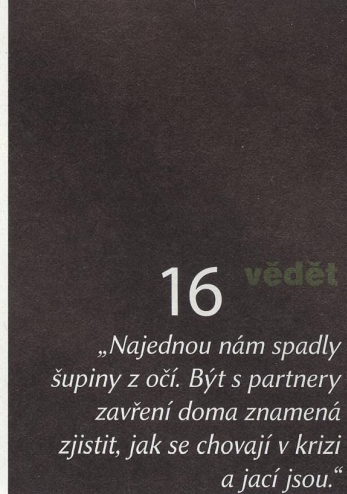 16 vědět
„Najednou nám spadly
šupiny z očí. Být s partnery
zavření doma znamená
zjistit, jak se chovají v krizi
a jací jsou.“